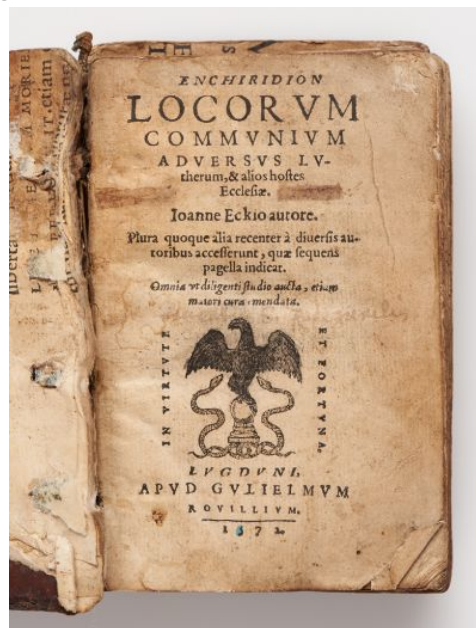 ENCHIRIDION
LOCORVM
COMMVNIVM
ADVERSVS LV-
therum, & alios hostes
Ecclesiæ.
Ioanne Eckio autore.
Plura quoque alia recenter à diuersis au-
toribus accesserunt, quæ sequens
pagella indicat.
Omnia vt diligenti studio aucta, etiam
maiori cura emendata.
IN VIRTVTE
ET FORTVNA.
LVGDVNI,
APVD GVLIELMVM
ROVILLIVM.
1572.